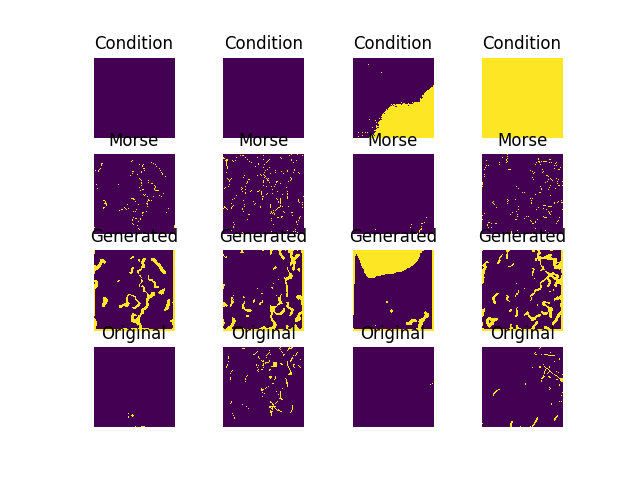 Condition Condition Condition Condition
Morse Morse Morse Morse
Generated Generated Generated Generated
Original Original Original Original